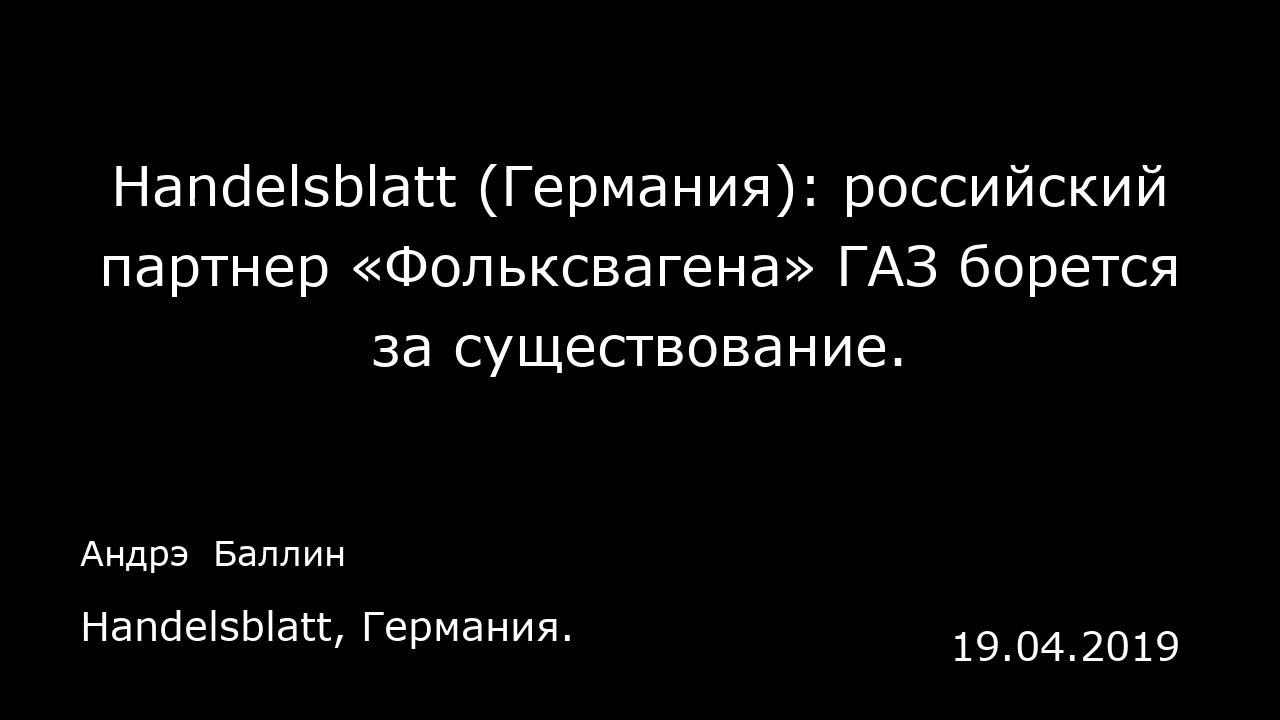 Handelsblatt (Германия): российский
партнер «Фольксвагена» ГАЗ борется
за существование.
Андрэ  Баллин
Handelsblatt, Германия.
19.04.2019